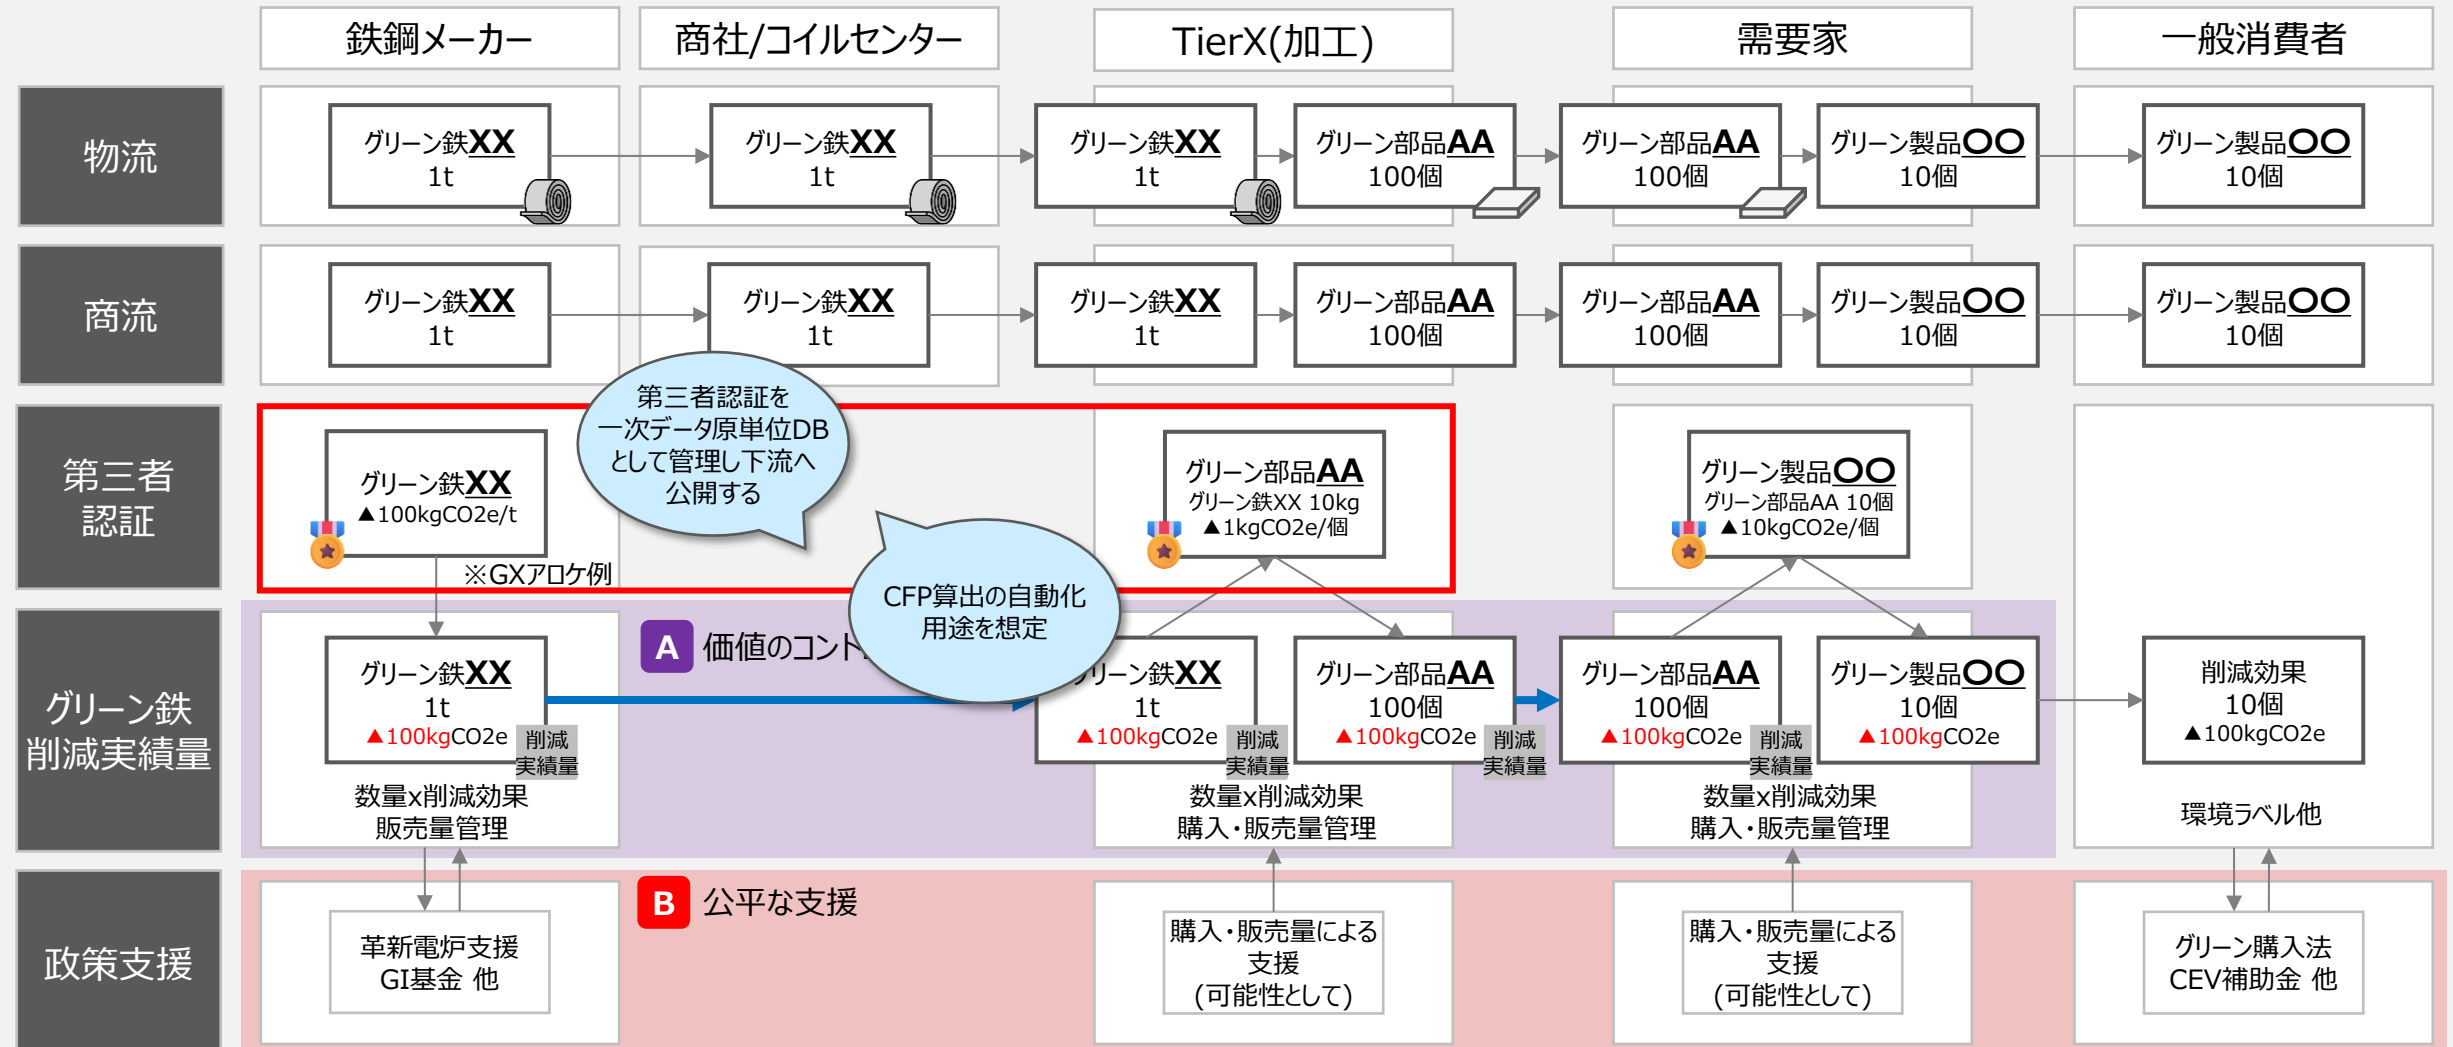 鉄鋼メーカー
商社/コイルセンター
TierX(加工)
需要家
一般消費者
物流
グリーン鉄XX
1t
グリーン鉄XX
1t
グリーン鉄XX
1t
グリーン部品AA
100個
グリーン部品AA
100個
グリーン製品〇〇
10個
グリーン製品〇〇
10個
商流
グリーン鉄XX
1t
グリーン鉄XX
1t
グリーン鉄XX
1t
グリーン部品AA
100個
グリーン部品AA
100個
グリーン製品〇〇
10個
グリーン製品〇〇
10個
第三者
認証
グリーン鉄XX
▲100kgCO2e/t
※GXアロケ例
第三者認証を
一次データ原単位DB
として管理し下流へ
公開する
CFP算出の自動化
用途を想定
グリーン部品AA
グリーン鉄XX 10kg
▲1kgCO2e/個
グリーン製品〇〇
グリーン部品AA 10個
▲10kgCO2e/個
グリーン鉄
削減実績量
A 価値のコント
グリーン鉄XX
1t
▲100kgCO2e
削減
実績量
数量x削減効果
販売量管理
リーン鉄XX
1t
▲100kgCO2e
削減
実績量
グリーン部品AA
100個
▲100kgCO2e
削減
実績量
数量x削減効果
購入・販売量管理
グリーン部品AA
100個
▲100kgCO2e
削減
実績量
グリーン製品〇〇
10個
▲100kgCO2e
数量x削減効果
購入・販売量管理
削減効果
10個
▲100kgCO2e
環境ラベル他
政策支援
B 公平な支援
革新電炉支援
GI基金 他
購入・販売量による
支援
(可能性として)
購入・販売量による
支援
(可能性として)
グリーン購入法
CEV補助金 他